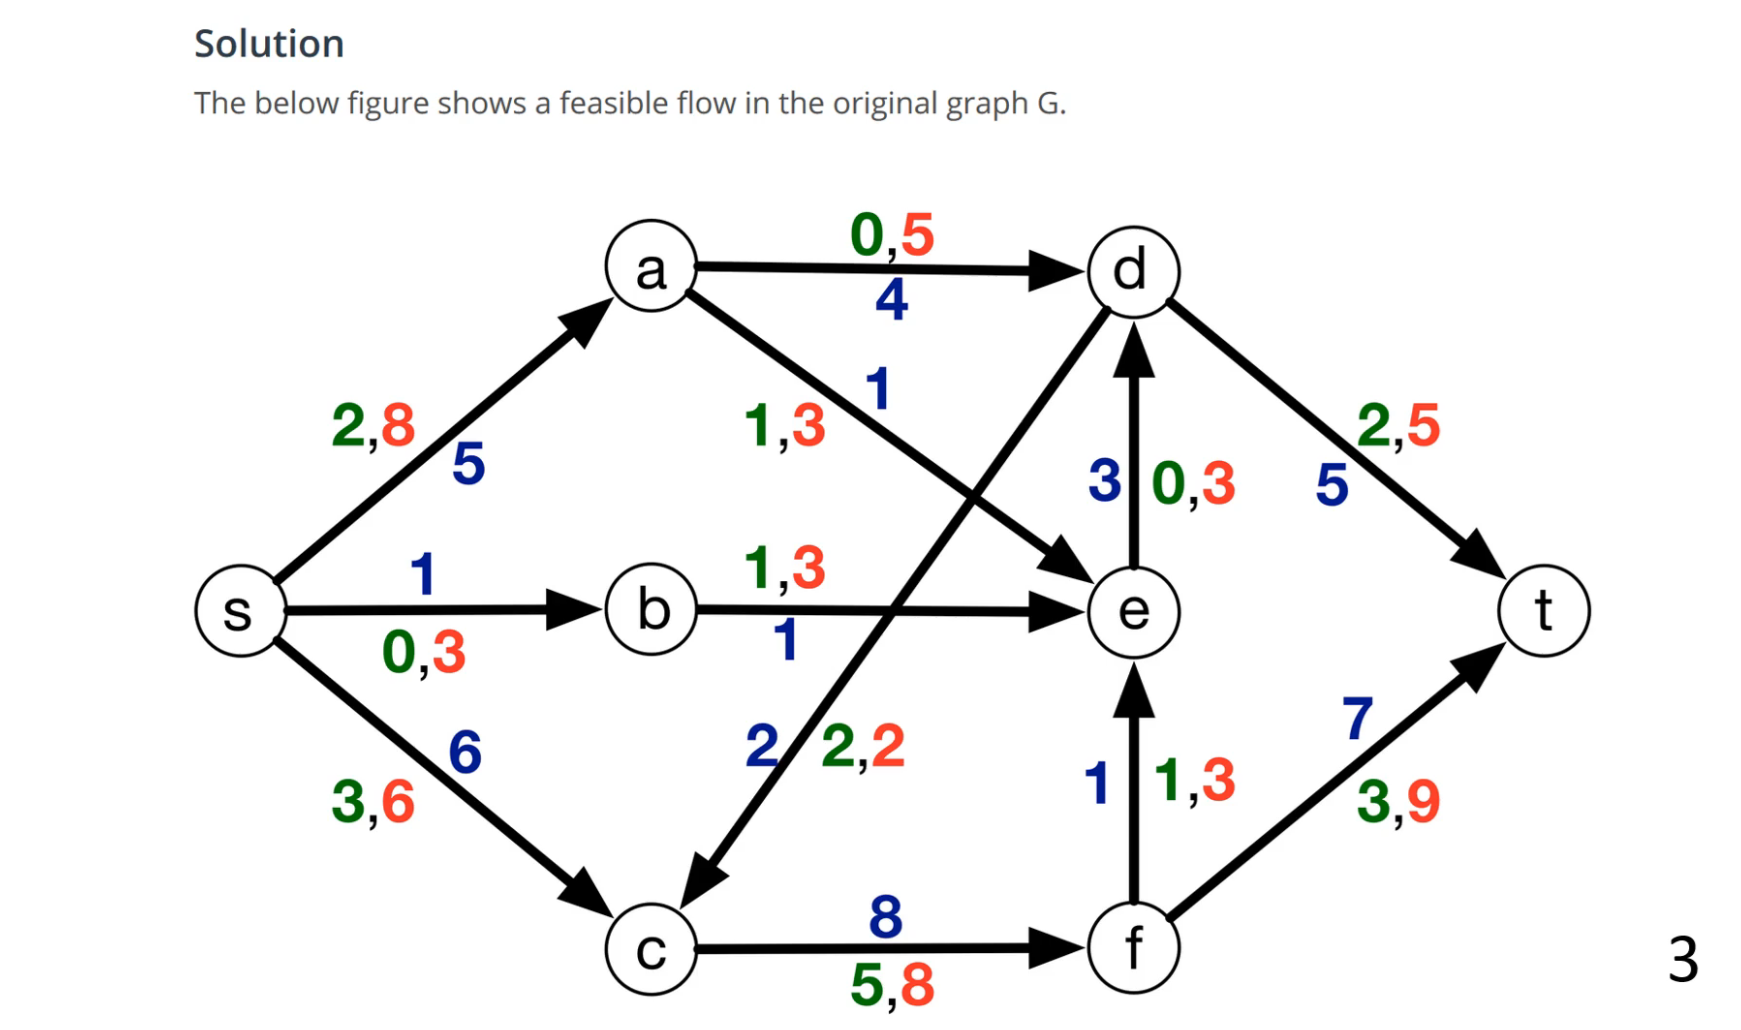 Solution
The below figure shows a feasible flow in the original graph G.
0,5
a
d
4
1
2,8
1,3
2,5
5
3
0,3
5
1
1,3
s
b
e
t
0,3
1
6
2
2,2
7
3,6
1
1,3
3,9
8
c
f
3
5,8